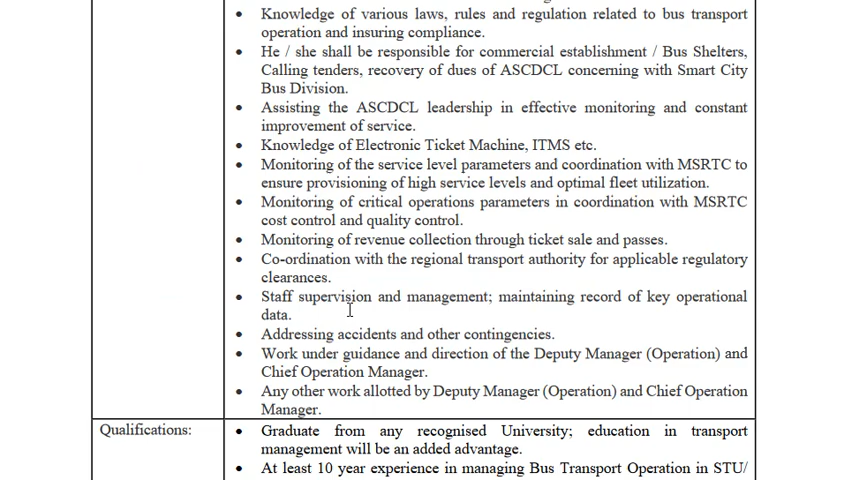 Knowledge of various laws, rules and regulation related to bus transport
operation and insuring compliance.
He / she shall be responsible for commercial establishment / Bus Shelters,
Calling tenders, recovery of dues of ASCDCL concerning with Smart City
Bus Division.
Assisting the ASCDCL leadership in effective monitoring and constant
improvement of service.
Knowledge of Electronic Ticket Machine, ITMS etc.
Monitoring of the service level parameters and coordination with MSRTC to
ensure provisioning of high service levels and optimal fleet utilization.
Monitoring of critical operations parameters in coordination with MSRTC
cost control and quality control.
Monitoring of revenue collection through ticket sale and passes.
Co-ordination with the regional transport authority for applicable regulatory
clearances.
Staff supervision and management; maintaining record of key operational
data.
Addressing accidents and other contingencies.
Work under guidance and direction of the Deputy Manager (Operation) and
Chief Operation Manager.
Any other work allotted by Deputy Manager (Operation) and Chief Operation
Manager.
Qualifications:
Graduate from any recognised University; education in transport
management will be an added advantage.
At least 10 year experience in managing Bus Transport Operation in STU/